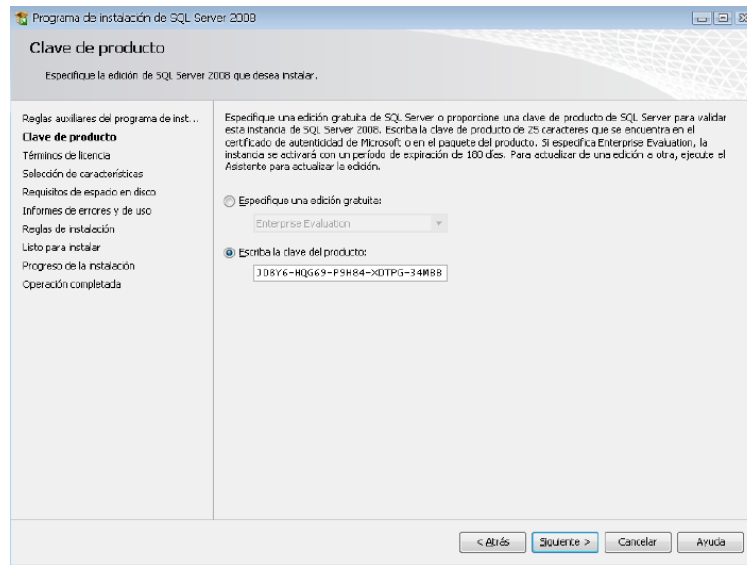 Programa de instalación de SQL Server 2008
Clave de producto
Especifique la edición de SQL Server 2008 que desea instalar.
Reglas auxiliares del programa de inst...
Clave de producto
Términos de licencia
Selección de características
Requisitos de espacio en disco
Informes de errores y de uso
Reglas de instalación
Listo para instalar
Progreso de la instalación
Operación completada
Especifique una edición gratuita de SQL Server o proporcione una clave de producto de SQL Server para validar
esta instancia de SQL Server 2008. Escriba la clave de producto de 25 caracteres que se encuentra en el
certificado de autenticidad de Microsoft o en el paquete del producto. Si especifica Enterprise Evaluation, la
instancia se activará con un período de expiración de 180 días. Para actualizar de una edición a otra, ejecute el
Asistente para actualizar la edición.
Especifique una edición gratuita:
Enterprise Evaluation
Escriba la clave del producto:
JD8Y6-HQG69-P9H84-XDTPG-34MBB
< Atrás
Siguiente >
Cancelar
Ayuda